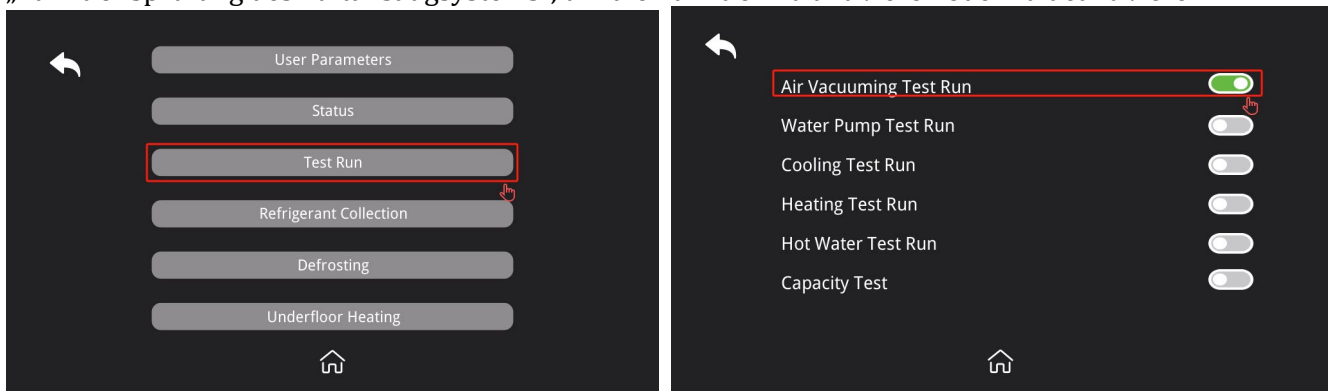 User Parameters
Status
Test Run
Refrigerant Collection
Defrosting
Underfloor Heating
Air Vacuuming Test Run
Water Pump Test Run
Cooling Test Run
Heating Test Run
Hot Water Test Run
Capacity Test